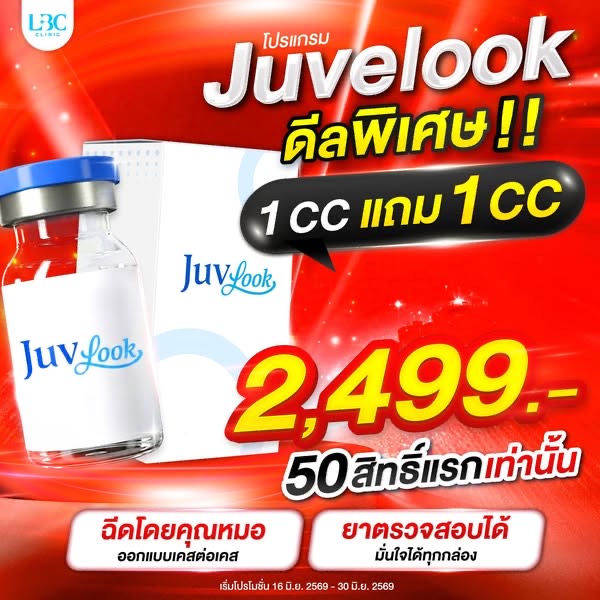 LBC
CLINIC
โปรแกรม
Juvelook
ดีลพิเศษ!!
1 CC แถม 1 CC
Juvlook
Juvlook
2,499.-
50 สิทธิ์แรกเท่านั้น
ฉีดโดยคุณหมอ
ออกแบบเคสต่อเคส
ยาตรวจสอบได้
มั่นใจได้ทุกกล่อง
เริ่มโปรโมชั่น 16 มิ.ย. 2569 - 30 มิ.ย. 2569